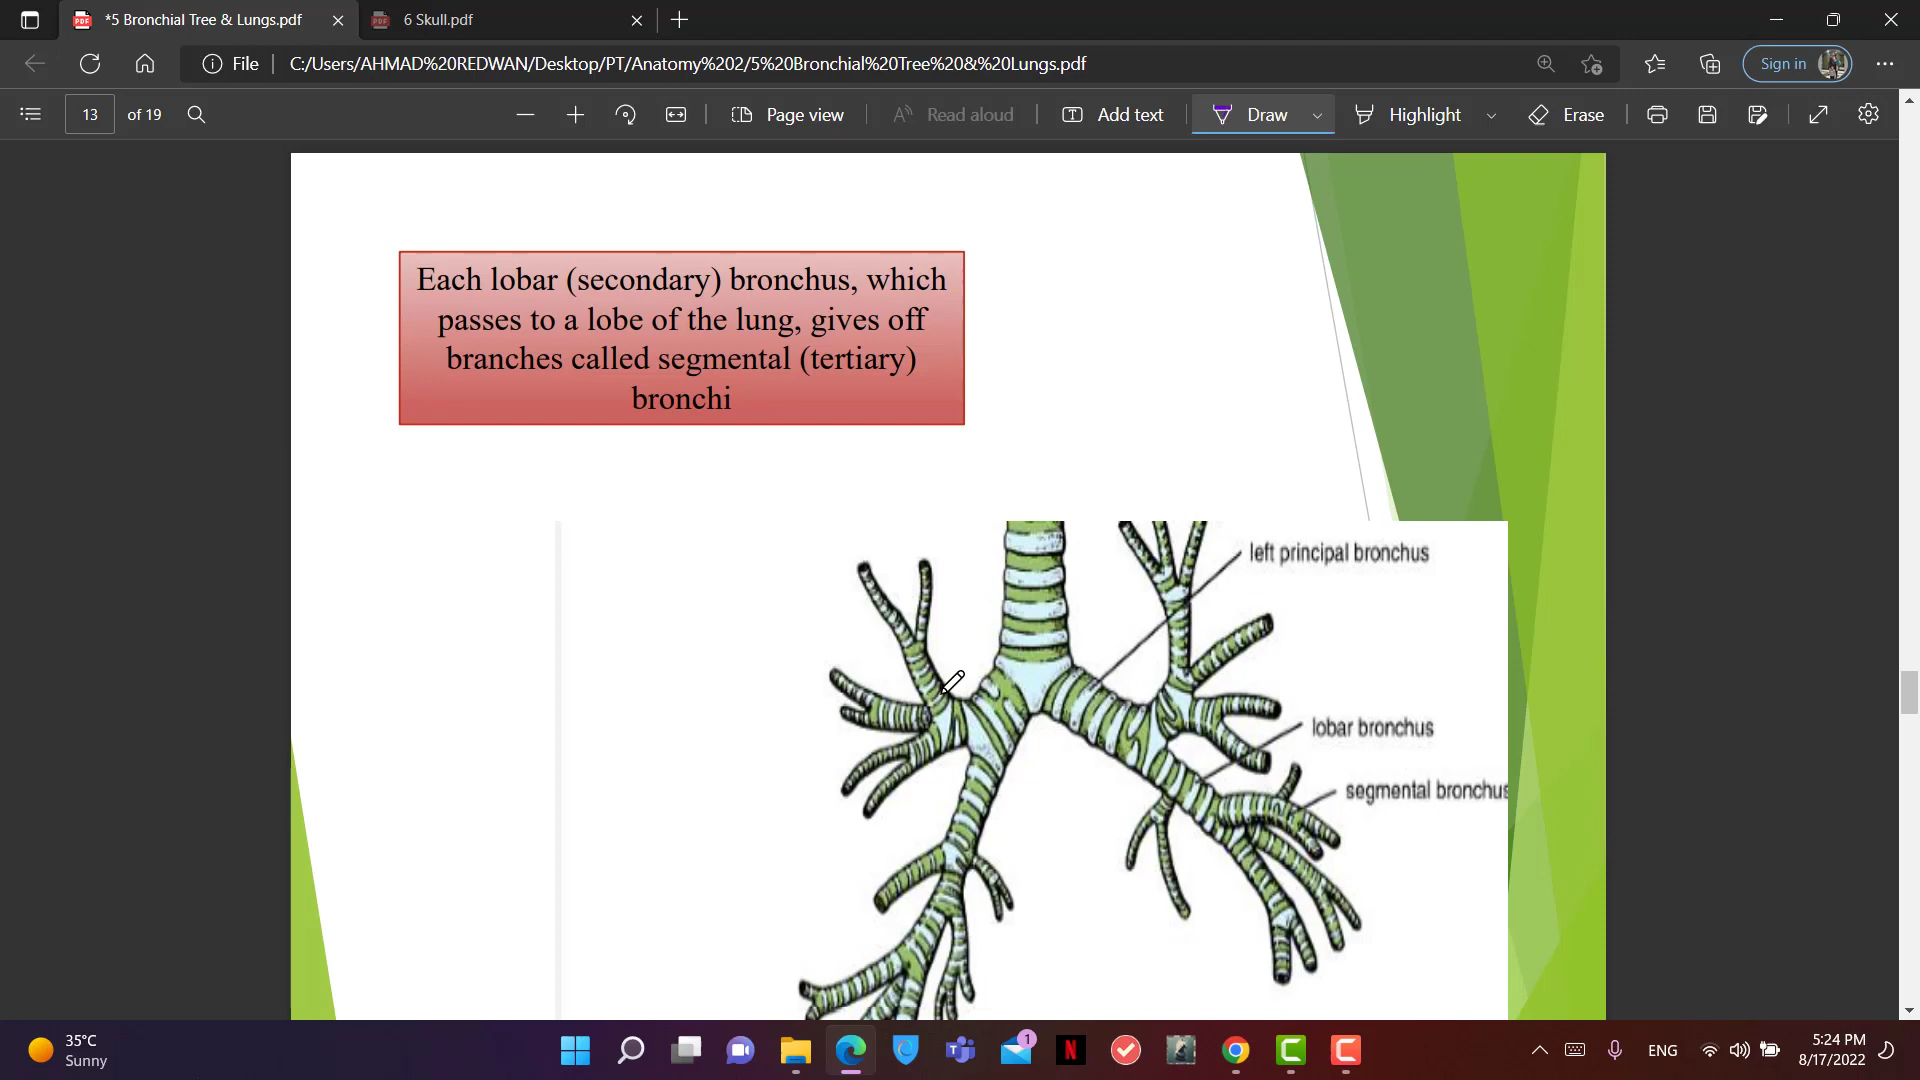 *5 Bronchial Tree & Lungs.pdf
6 Skull.pdf
File
C:/Users/AHMAD%20REDWAN/Desktop/PT/Anatomy%202/5%20Bronchial%20Tree%20&%20Lungs.pdf
Sign in
13 of 19
Page view
Read aloud
Add text
Draw
Highlight
Erase
Each lobar (secondary) bronchus, which
passes to a lobe of the lung, gives off
branches called segmental (tertiary)
bronchi
left principal bronchus
lobar bronchus
segmental bronchus
35°C
Sunny
1
ENG
5:24 PM
8/17/2022